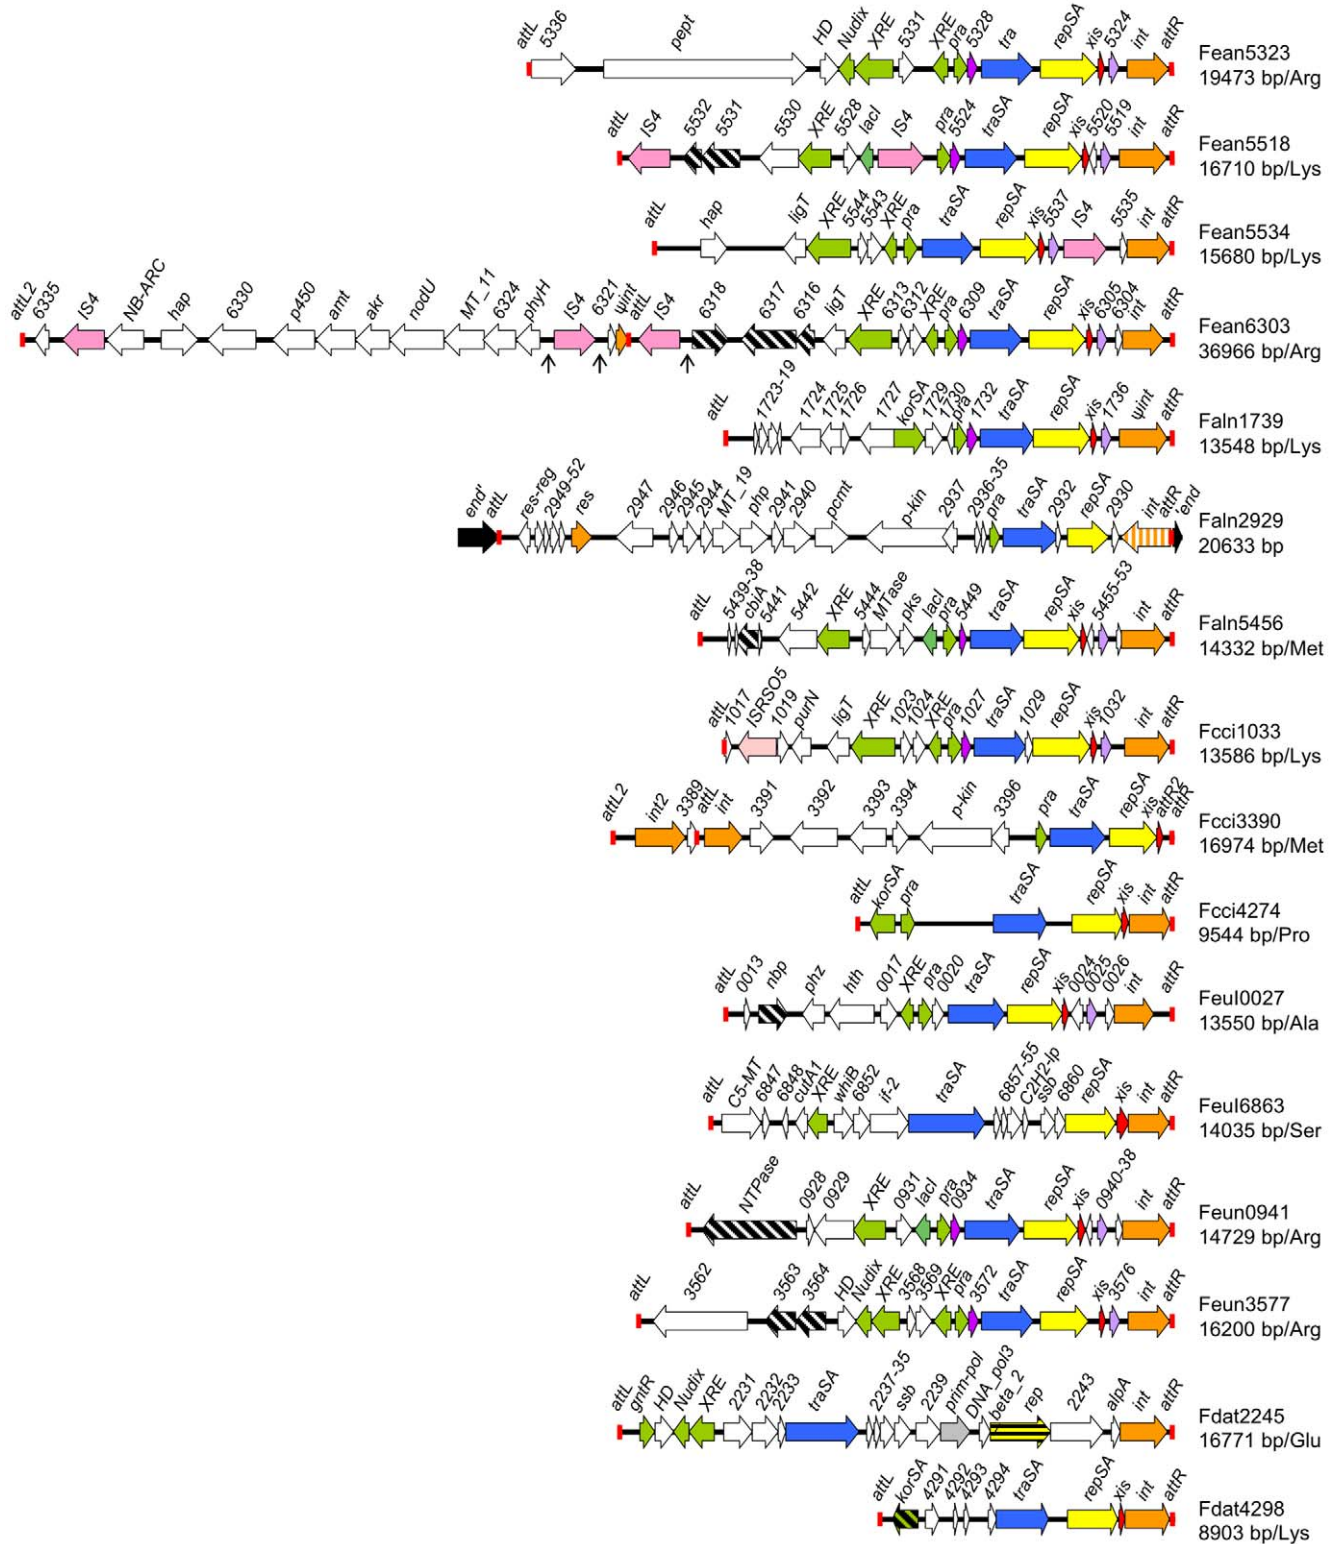 attL 5336 pept HD Nudix XRE 5331 XRE pra 5328 tra repSA xis 5324 int attR
Fean5323
19473 bp/Arg
attL IS4 5532 5531 5530 XRE 5528 lacI IS4 pra 5524 traSA repSA xis 5520 5519 int attR
Fean5518
16710 bp/Lys
attL hap ligT XRE 5544 5543 XRE pra traSA repSA xis 5537 IS4 5535 int attR
Fean5534
15680 bp/Lys
attL2 6335 IS4 NB-ARC hap 6330 p450 amt akr nodU MT_11 6324 phyH IS4 6321 ψint attL IS4 6318 6317 6316 ligT XRE 6313 6312 XRE pra 6309 traSA repSA xis 6305 6304 int attR
Fean6303
36966 bp/Arg
attL 1723-19 1724 1725 1726 1727 korSA 1729 1730 pra 1732 traSA repSA xis 1736 ψint attR
Faln1739
13548 bp/Lys
end' attL res-reg 2949-52 res 2947 2946 2945 2944 MT_19 php 2941 2940 pcmt p-kin 2937 2936-35 pra traSA 2932 repSA 2930 int attR 'end
Faln2929
20633 bp
attL 5439-38 cbiA 5441 5442 XRE 5444 MTase pks lacI pra 5449 traSA repSA xis 5455-53 int attR
Faln5456
14332 bp/Met
attL 1017 ISRSO5 1019 purN ligT XRE 1023 1024 XRE pra 1027 traSA 1029 repSA xis 1032 int attR
Fcci1033
13586 bp/Lys
attL2 int2 3389 attL int 3391 3392 3393 3394 p-kin 3396 pra traSA repSA xis attR2 attR
Fcci3390
16974 bp/Met
attL korSA pra traSA repSA xis int attR
Fcci4274
9544 bp/Pro
attL 0013 nbp phz hth 0017 XRE pra 0020 traSA repSA xis 0024 0025 0026 int attR
FeuI0027
13550 bp/Ala
attL C5-MT 6847 6848 cutA1 XRE whiB 6852 if-2 traSA 6857-55 C2H2-lp ssb 6860 repSA xis int attR
FeuI6863
14035 bp/Ser
attL NTPase 0928 0929 XRE 0931 lacI pra 0934 traSA repSA xis 0940-38 int attR
Feun0941
14729 bp/Arg
attL 3562 3563 3564 HD Nudix XRE 3568 3569 XRE pra 3572 traSA repSA xis 3576 int attR
Feun3577
16200 bp/Arg
attL gntR HD Nudix XRE 2231 2232 2233 traSA 2237-35 ssb 2239 prim-pol DNA_pol3 beta_2 rep 2243 alpA int attR
Fdat2245
16771 bp/Glu
attL korSA 4291 4292 4293 4294 traSA repSA xis int attR
Fdat4298
8903 bp/Lys